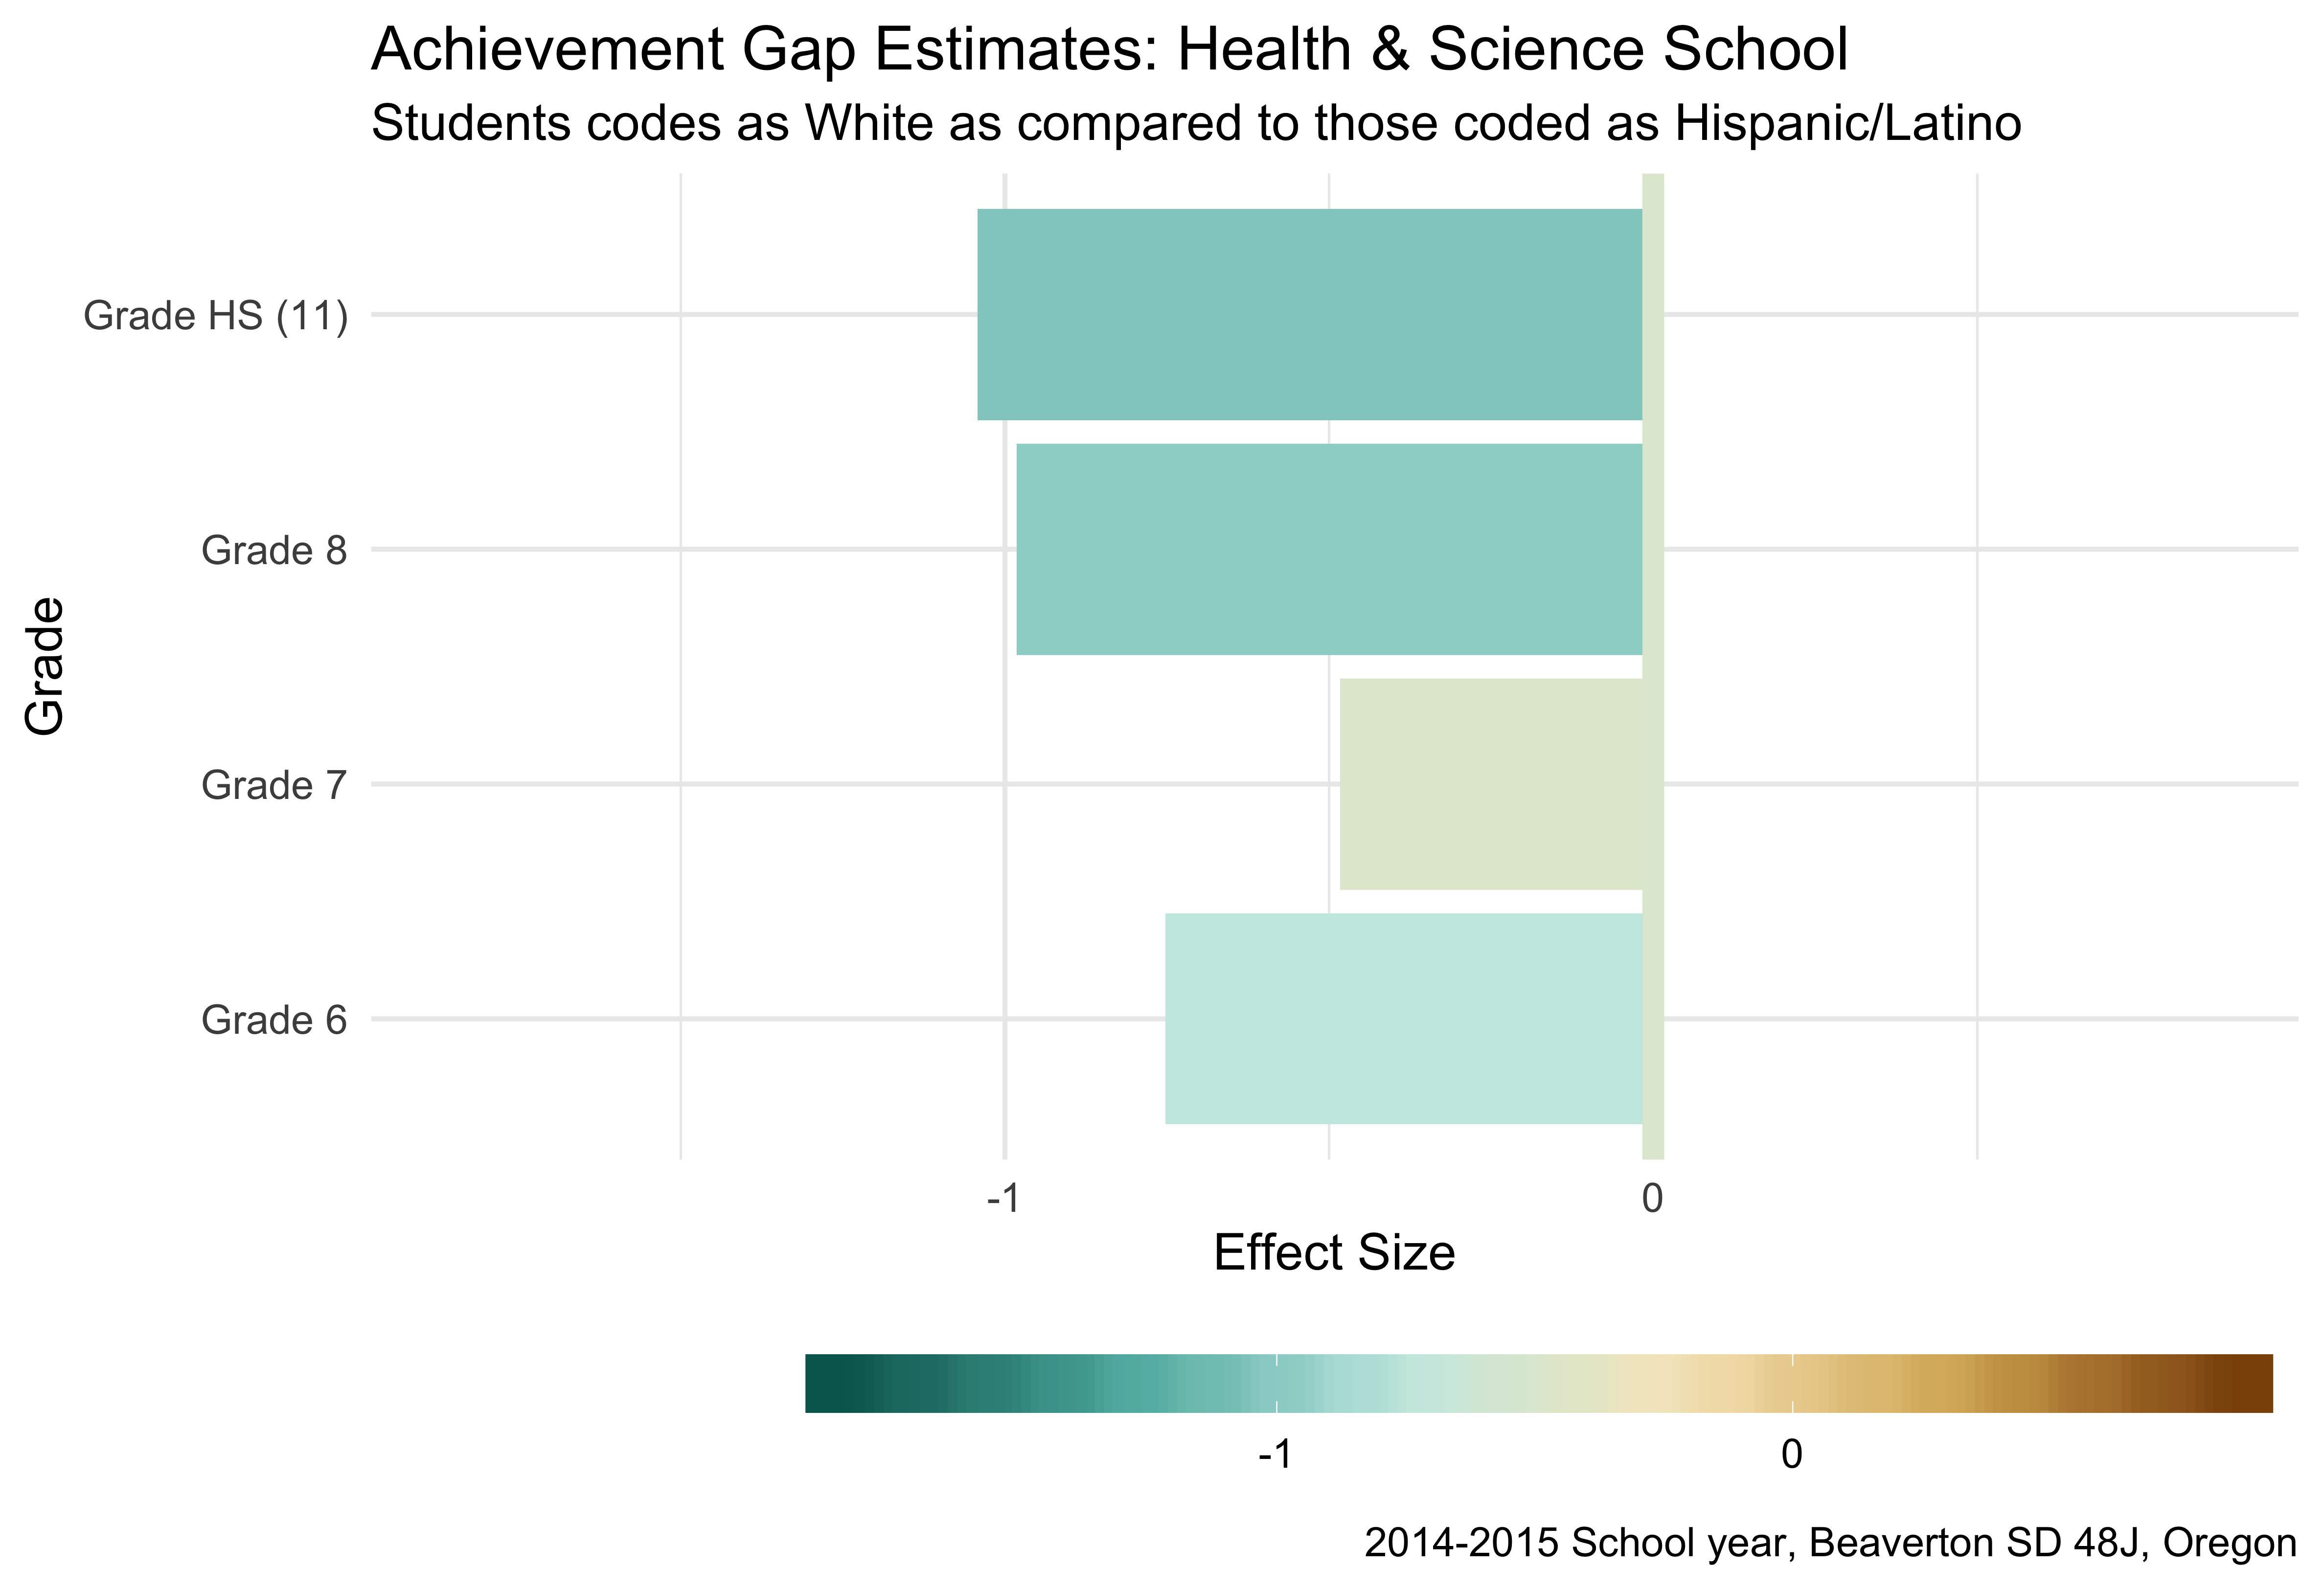 Achievement Gap Estimates: Health & Science School
Students codes as White as compared to those coded as Hispanic/Latino
Grade
Grade HS (11)
Grade 8
Grade 7
Grade 6
-1 0
Effect Size
-1 0
2014-2015 School year, Beaverton SD 48J, Oregon